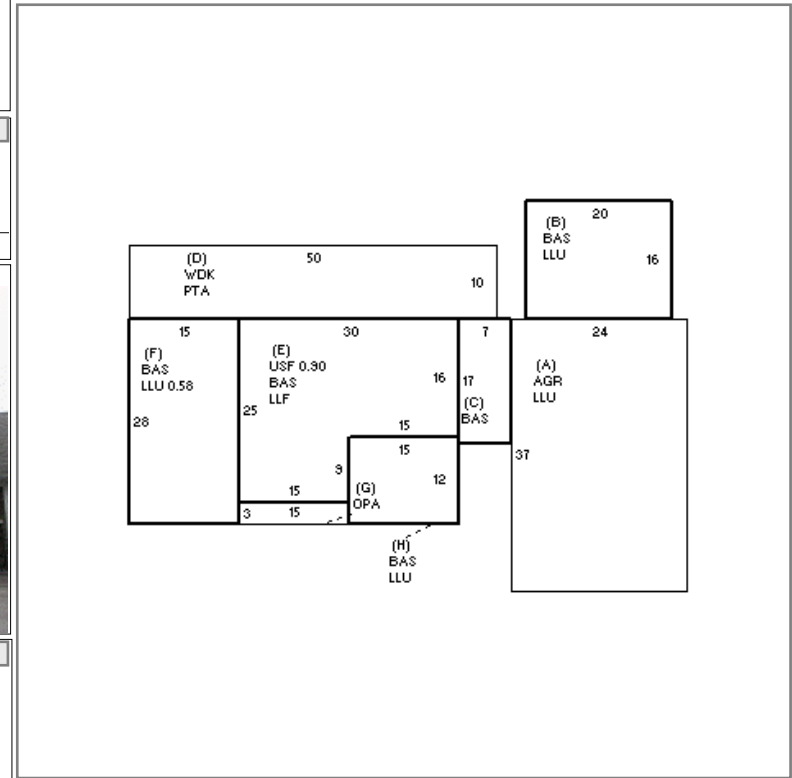 (B)
BAS
LLU
20
16
(D)
WDK
PTA
50
10
15
(F)
BAS
LLU 0.58
28
30
(E)
USF 0.90
BAS
LLF
25
16
15
9
15
7
17
(C)
BAS
24
(A)
AGR
LLU
37
15
12
(G)
OPA
3
15
(H)
BAS
LLU